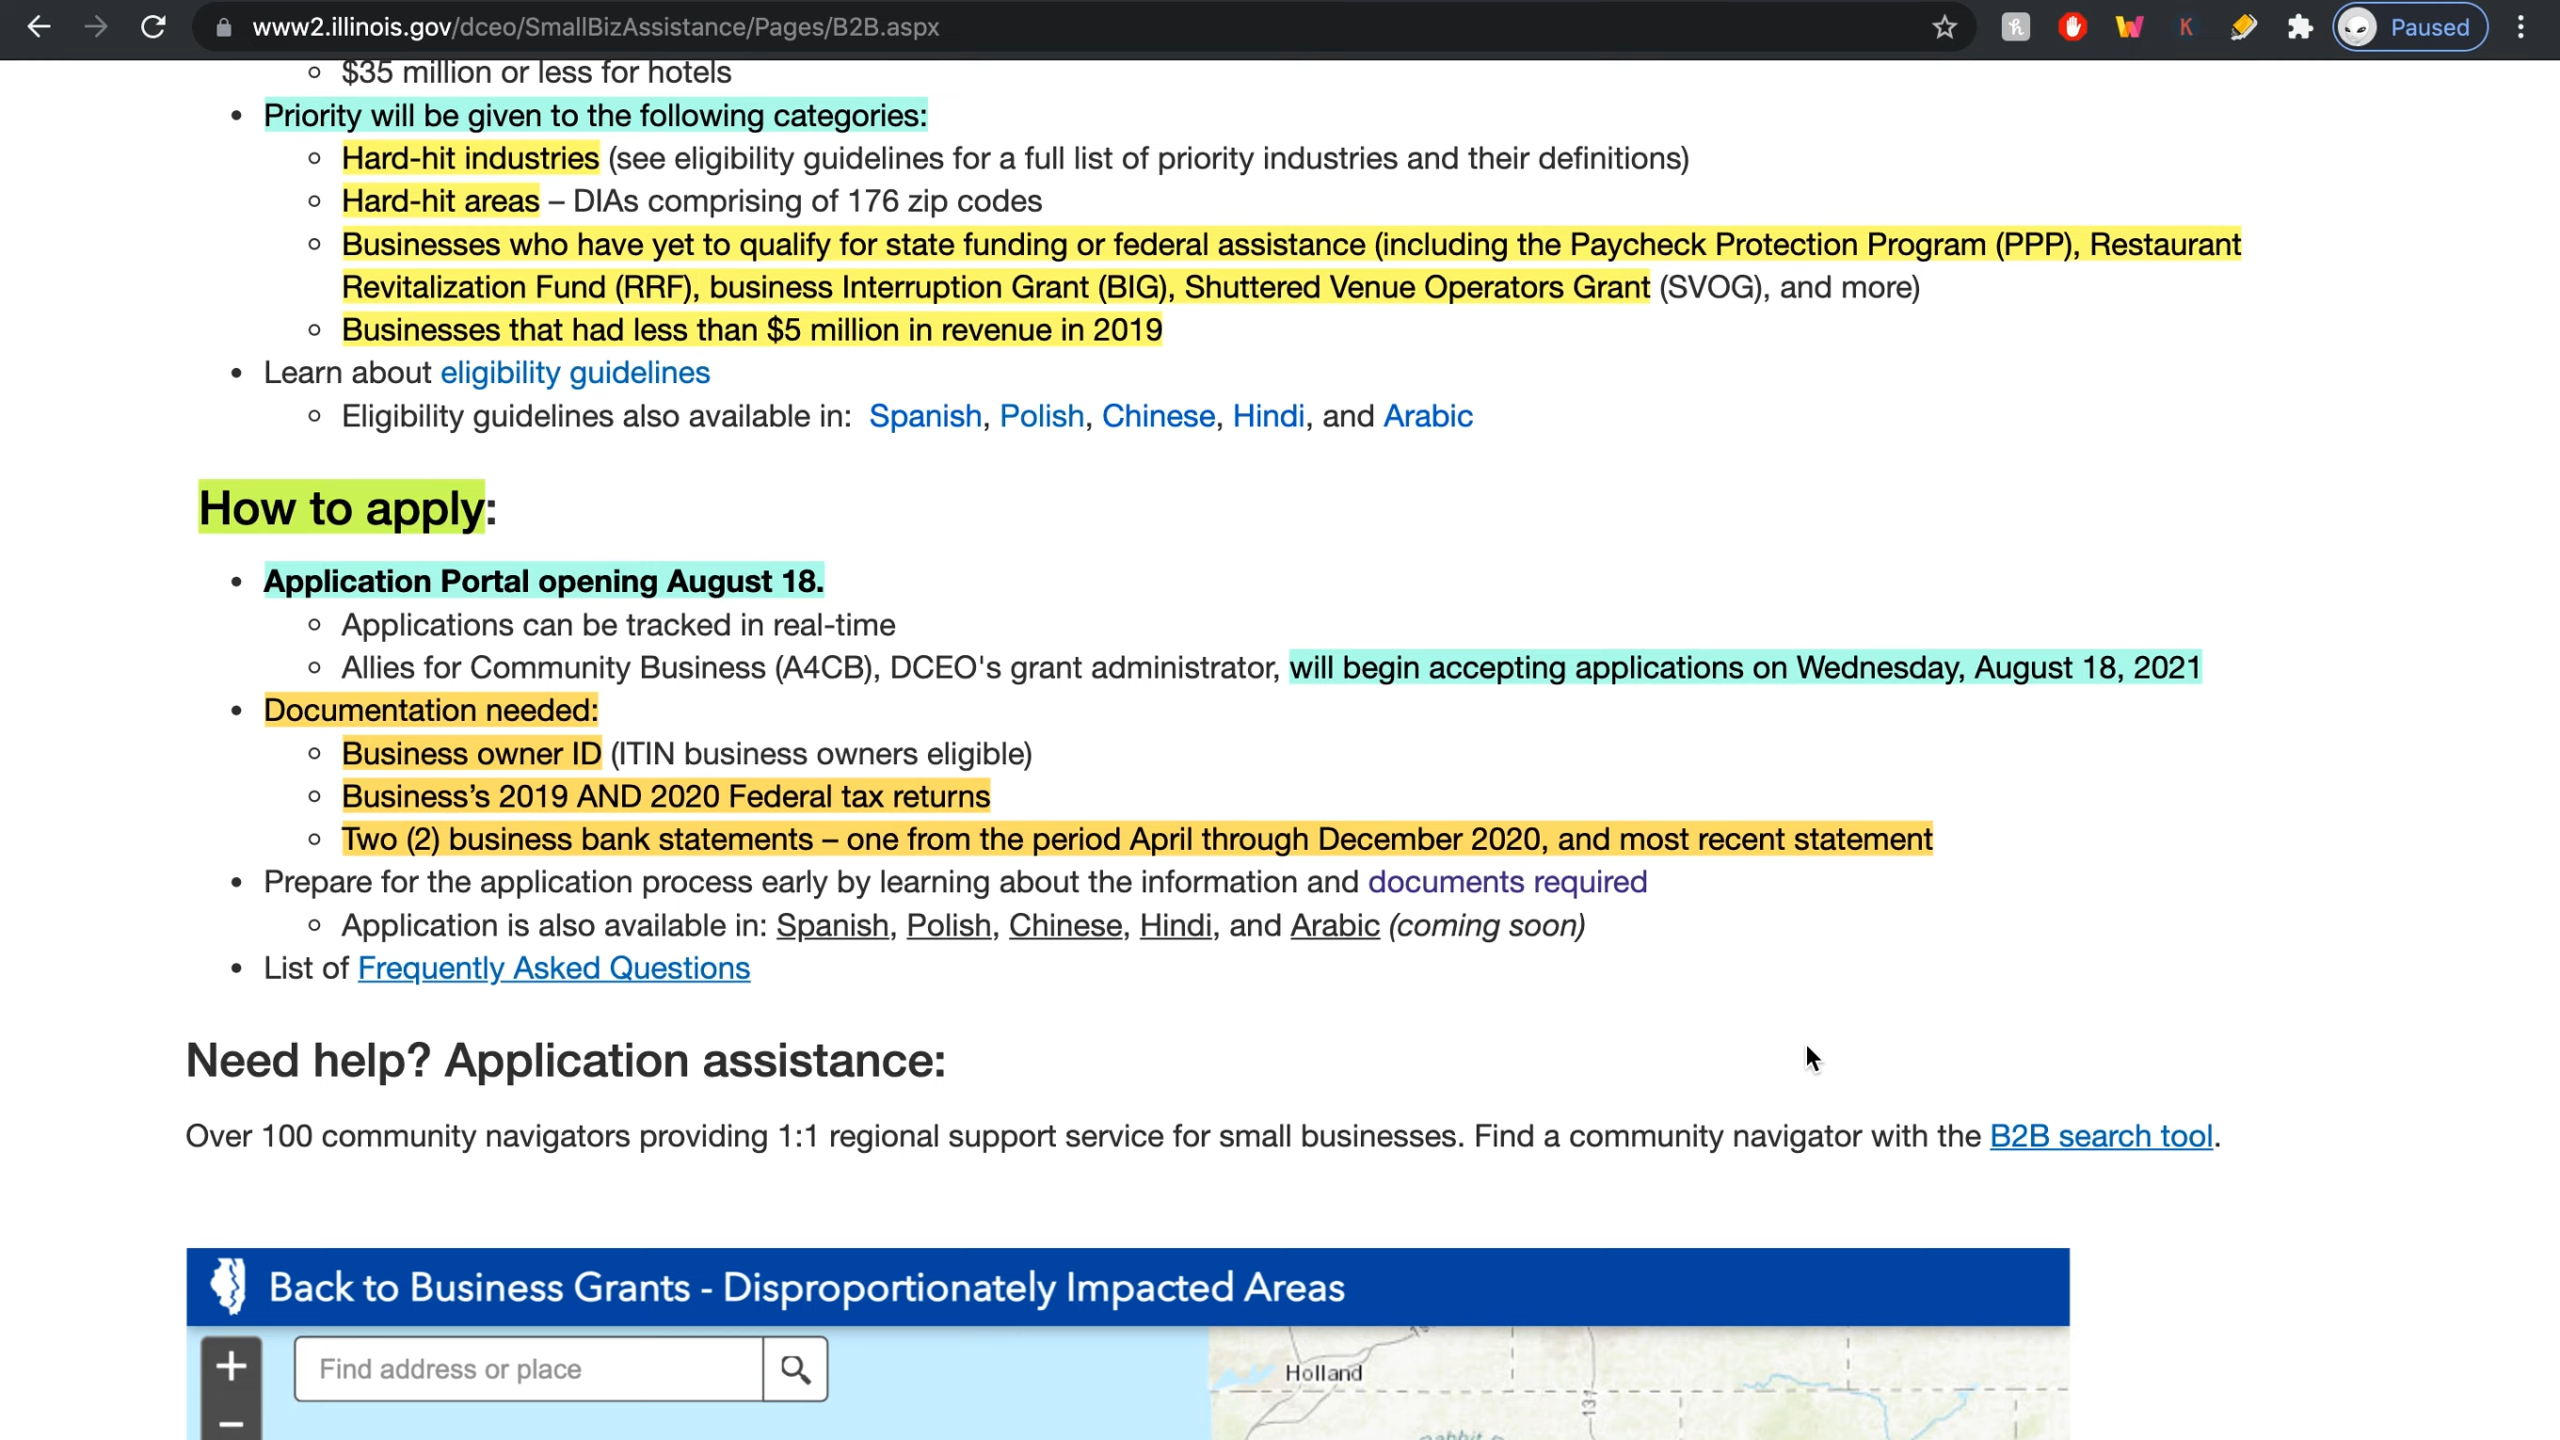 www2.illinois.gov/dceo/SmallBizAssistance/Pages/B2B.aspx
Paused
$35 million or less for hotels
Priority will be given to the following categories:
Hard-hit industries (see eligibility guidelines for a full list of priority industries and their definitions)
Hard-hit areas – DIAs comprising of 176 zip codes
Businesses who have yet to qualify for state funding or federal assistance (including the Paycheck Protection Program (PPP), Restaurant
Revitalization Fund (RRF), business Interruption Grant (BIG), Shuttered Venue Operators Grant (SVOG), and more)
Businesses that had less than $5 million in revenue in 2019
Learn about eligibility guidelines
Eligibility guidelines also available in: Spanish, Polish, Chinese, Hindi, and Arabic
How to apply:
Application Portal opening August 18.
Applications can be tracked in real-time
Allies for Community Business (A4CB), DCEO's grant administrator, will begin accepting applications on Wednesday, August 18, 2021
Documentation needed:
Business owner ID (ITIN business owners eligible)
Business’s 2019 AND 2020 Federal tax returns
Two (2) business bank statements – one from the period April through December 2020, and most recent statement
Prepare for the application process early by learning about the information and documents required
Application is also available in: Spanish, Polish, Chinese, Hindi, and Arabic (coming soon)
List of Frequently Asked Questions
Need help? Application assistance:
Over 100 community navigators providing 1:1 regional support service for small businesses. Find a community navigator with the B2B search tool.
Back to Business Grants - Disproportionately Impacted Areas
Find address or place
Holland
131